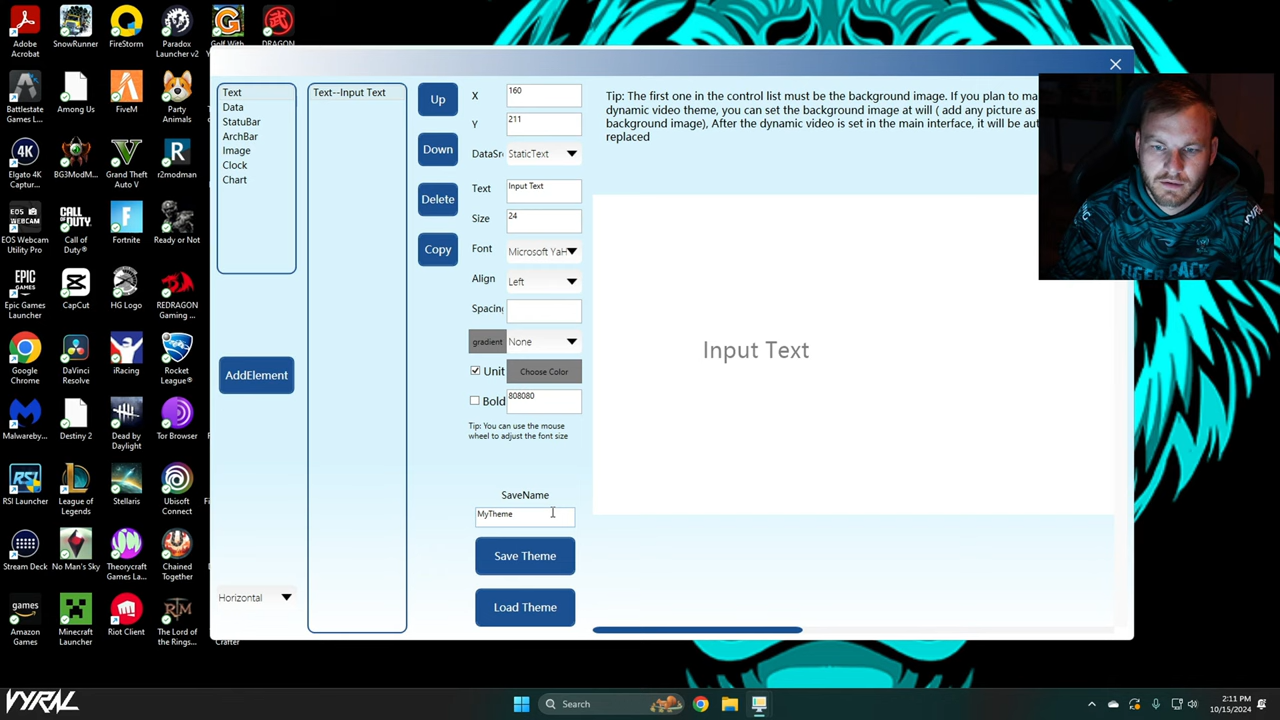 Adobe Acrobat
SnowRunner
FireStorm
Paradox Launcher v2
Golf With
DRAGON
Battlestate Games L...
Among Us
FiveM
Party Animals
Elgato 4K Captur...
BG3ModM...
Grand Theft Auto V
r2modman
EOS Webcam Utility Pro
Call of Duty®
Fortnite
Ready or Not
Epic Games Launcher
CapCut
HG Logo
REDRAGON Gaming ...
Google Chrome
DaVinci Resolve
iRacing
Rocket League®
Malwareby...
Destiny 2
Dead by Daylight
Tor Browser
RSI Launcher
League of Legends
Stellaris
Ubisoft Connect
Stream Deck
No Man's Sky
Theorycraft Games La...
Chained Together
Amazon Games
Minecraft Launcher
Riot Client
The Lord of the Rings...
Crafter
Text
Data
StatuBar
ArchBar
Image
Clock
Chart
AddElement
Horizontal
Text--Input Text
Up
Down
Delete
Copy
X 160
Y 211
DataSr StaticText
Text Input Text
Size 24
Font Microsoft YaH
Align Left
Spacing
gradient None
Unit Choose Color
Bold 808080
Tip: You can use the mouse
wheel to adjust the font size
SaveName
MyTheme
Save Theme
Load Theme
Tip: The first one in the control list must be the background image. If you plan to ma
dynamic video theme, you can set the background image at will ( add any picture as
background image), After the dynamic video is set in the main interface, it will be aut
replaced
Input Text
VYRAL
Search
2:11 PM
10/15/2024